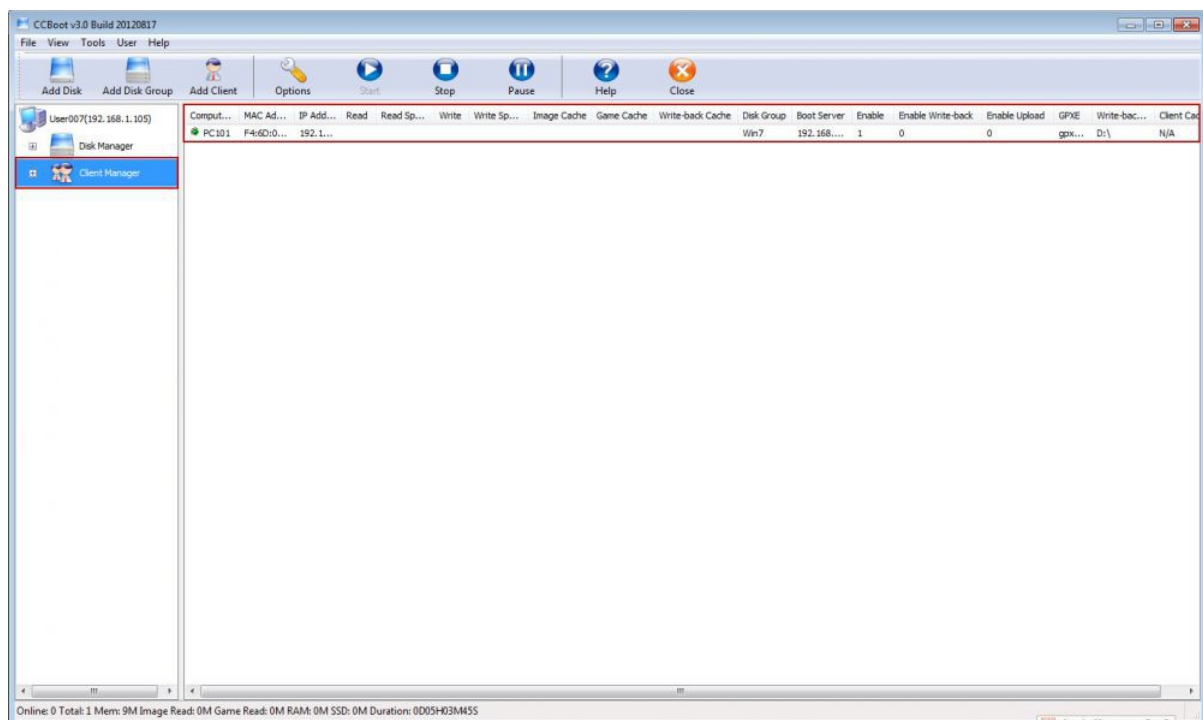 CCBoot v3.0 Build 20120817
File View Tools User Help
Add Disk Add Disk Group Add Client Options Start Stop Pause Help Close
User007(192.168.1.105)
Disk Manager
Client Manager
Comput... MAC Ad... IP Add... Read Read Sp... Write Write Sp... Image Cache Game Cache Write-back Cache Disk Group Boot Server Enable Enable Write-back Enable Upload GPXE Write-bac... Client Cac
PC101 F4:6D:0... 192.1... Win7 192.168.... 1 0 0 gpx... D:\ N/A
Online: 0 Total: 1 Mem: 9M Image Read: 0M Game Read: 0M RAM: 0M SSD: 0M Duration: 0D05H03M45S